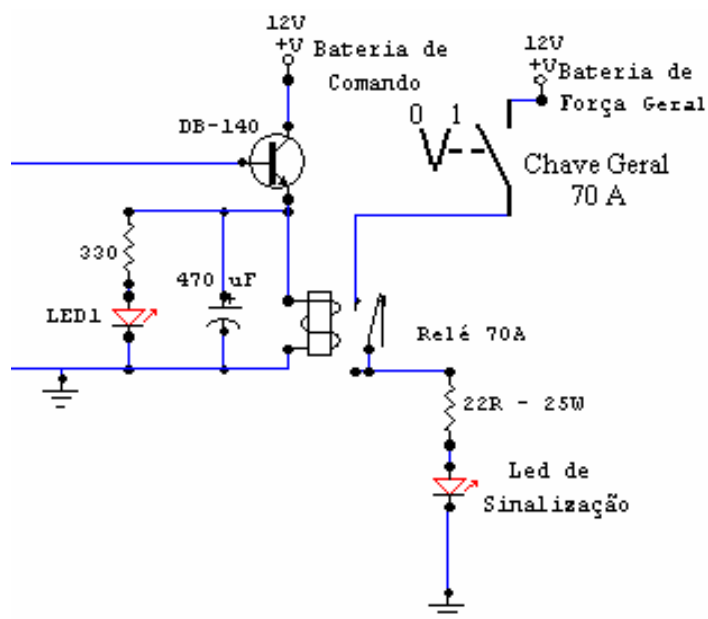 12V
+V Bateria de
Comando
12V
+V Bateria de
Força Geral
DB-140
0 1
Chave Geral
70 A
330
470 uF
+
LED1
Relé 70A
22R - 25W
Led de
Sinalização